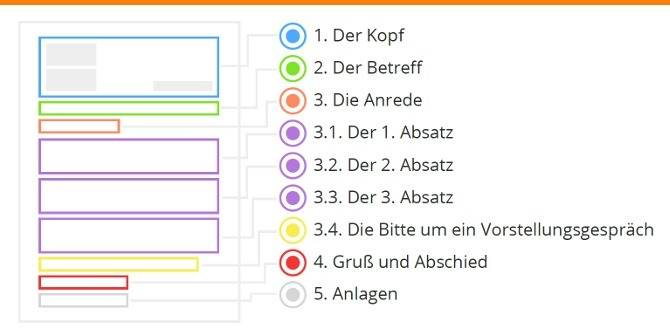 1. Der Kopf
2. Der Betreff
3. Die Anrede
3.1. Der 1. Absatz
3.2. Der 2. Absatz
3.3. Der 3. Absatz
3.4. Die Bitte um ein Vorstellungsgespräch
4. Gruß und Abschied
5. Anlagen